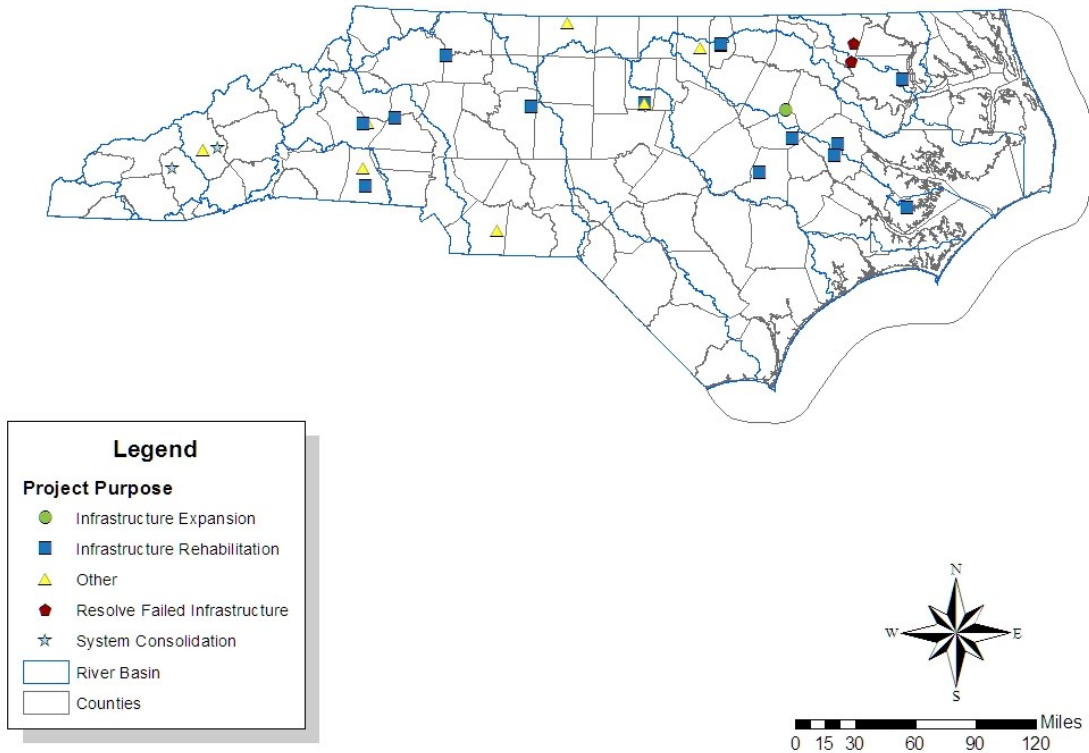 Legend
Project Purpose
Infrastructure Expansion
Infrastructure Rehabilitation
Other
Resolve Failed Infrastructure
System Consolidation
River Basin
Counties
N
W E
S
Miles
0 15 30 60 90 120